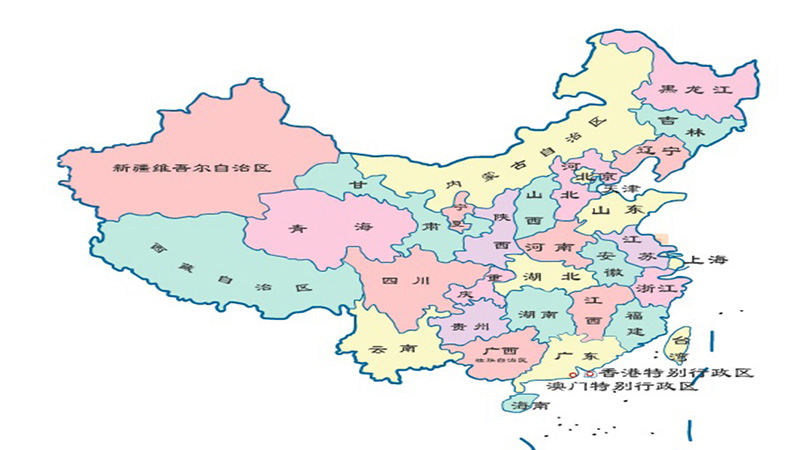 黑龙江
吉林
辽宁
内蒙古自治区
新疆维吾尔自治区
甘肃
宁夏
青海
西藏自治区
陕西
山西
河北
北京
天津
山东
河南
江苏
安徽
上海
浙江
湖北
重庆
四川
湖南
江西
福建
贵州
云南
广西
壮族自治区
广东
台湾
香港特别行政区
澳门特别行政区
海南